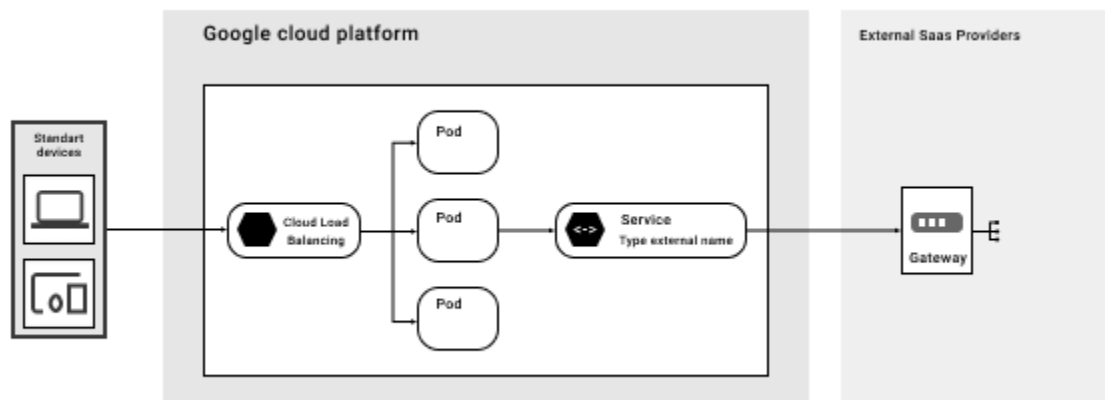 Google cloud platform
External Saas Providers
Standart
devices
Pod
Cloud Load
Balancing
Pod
<->
Service
Type external name
Gateway
Pod